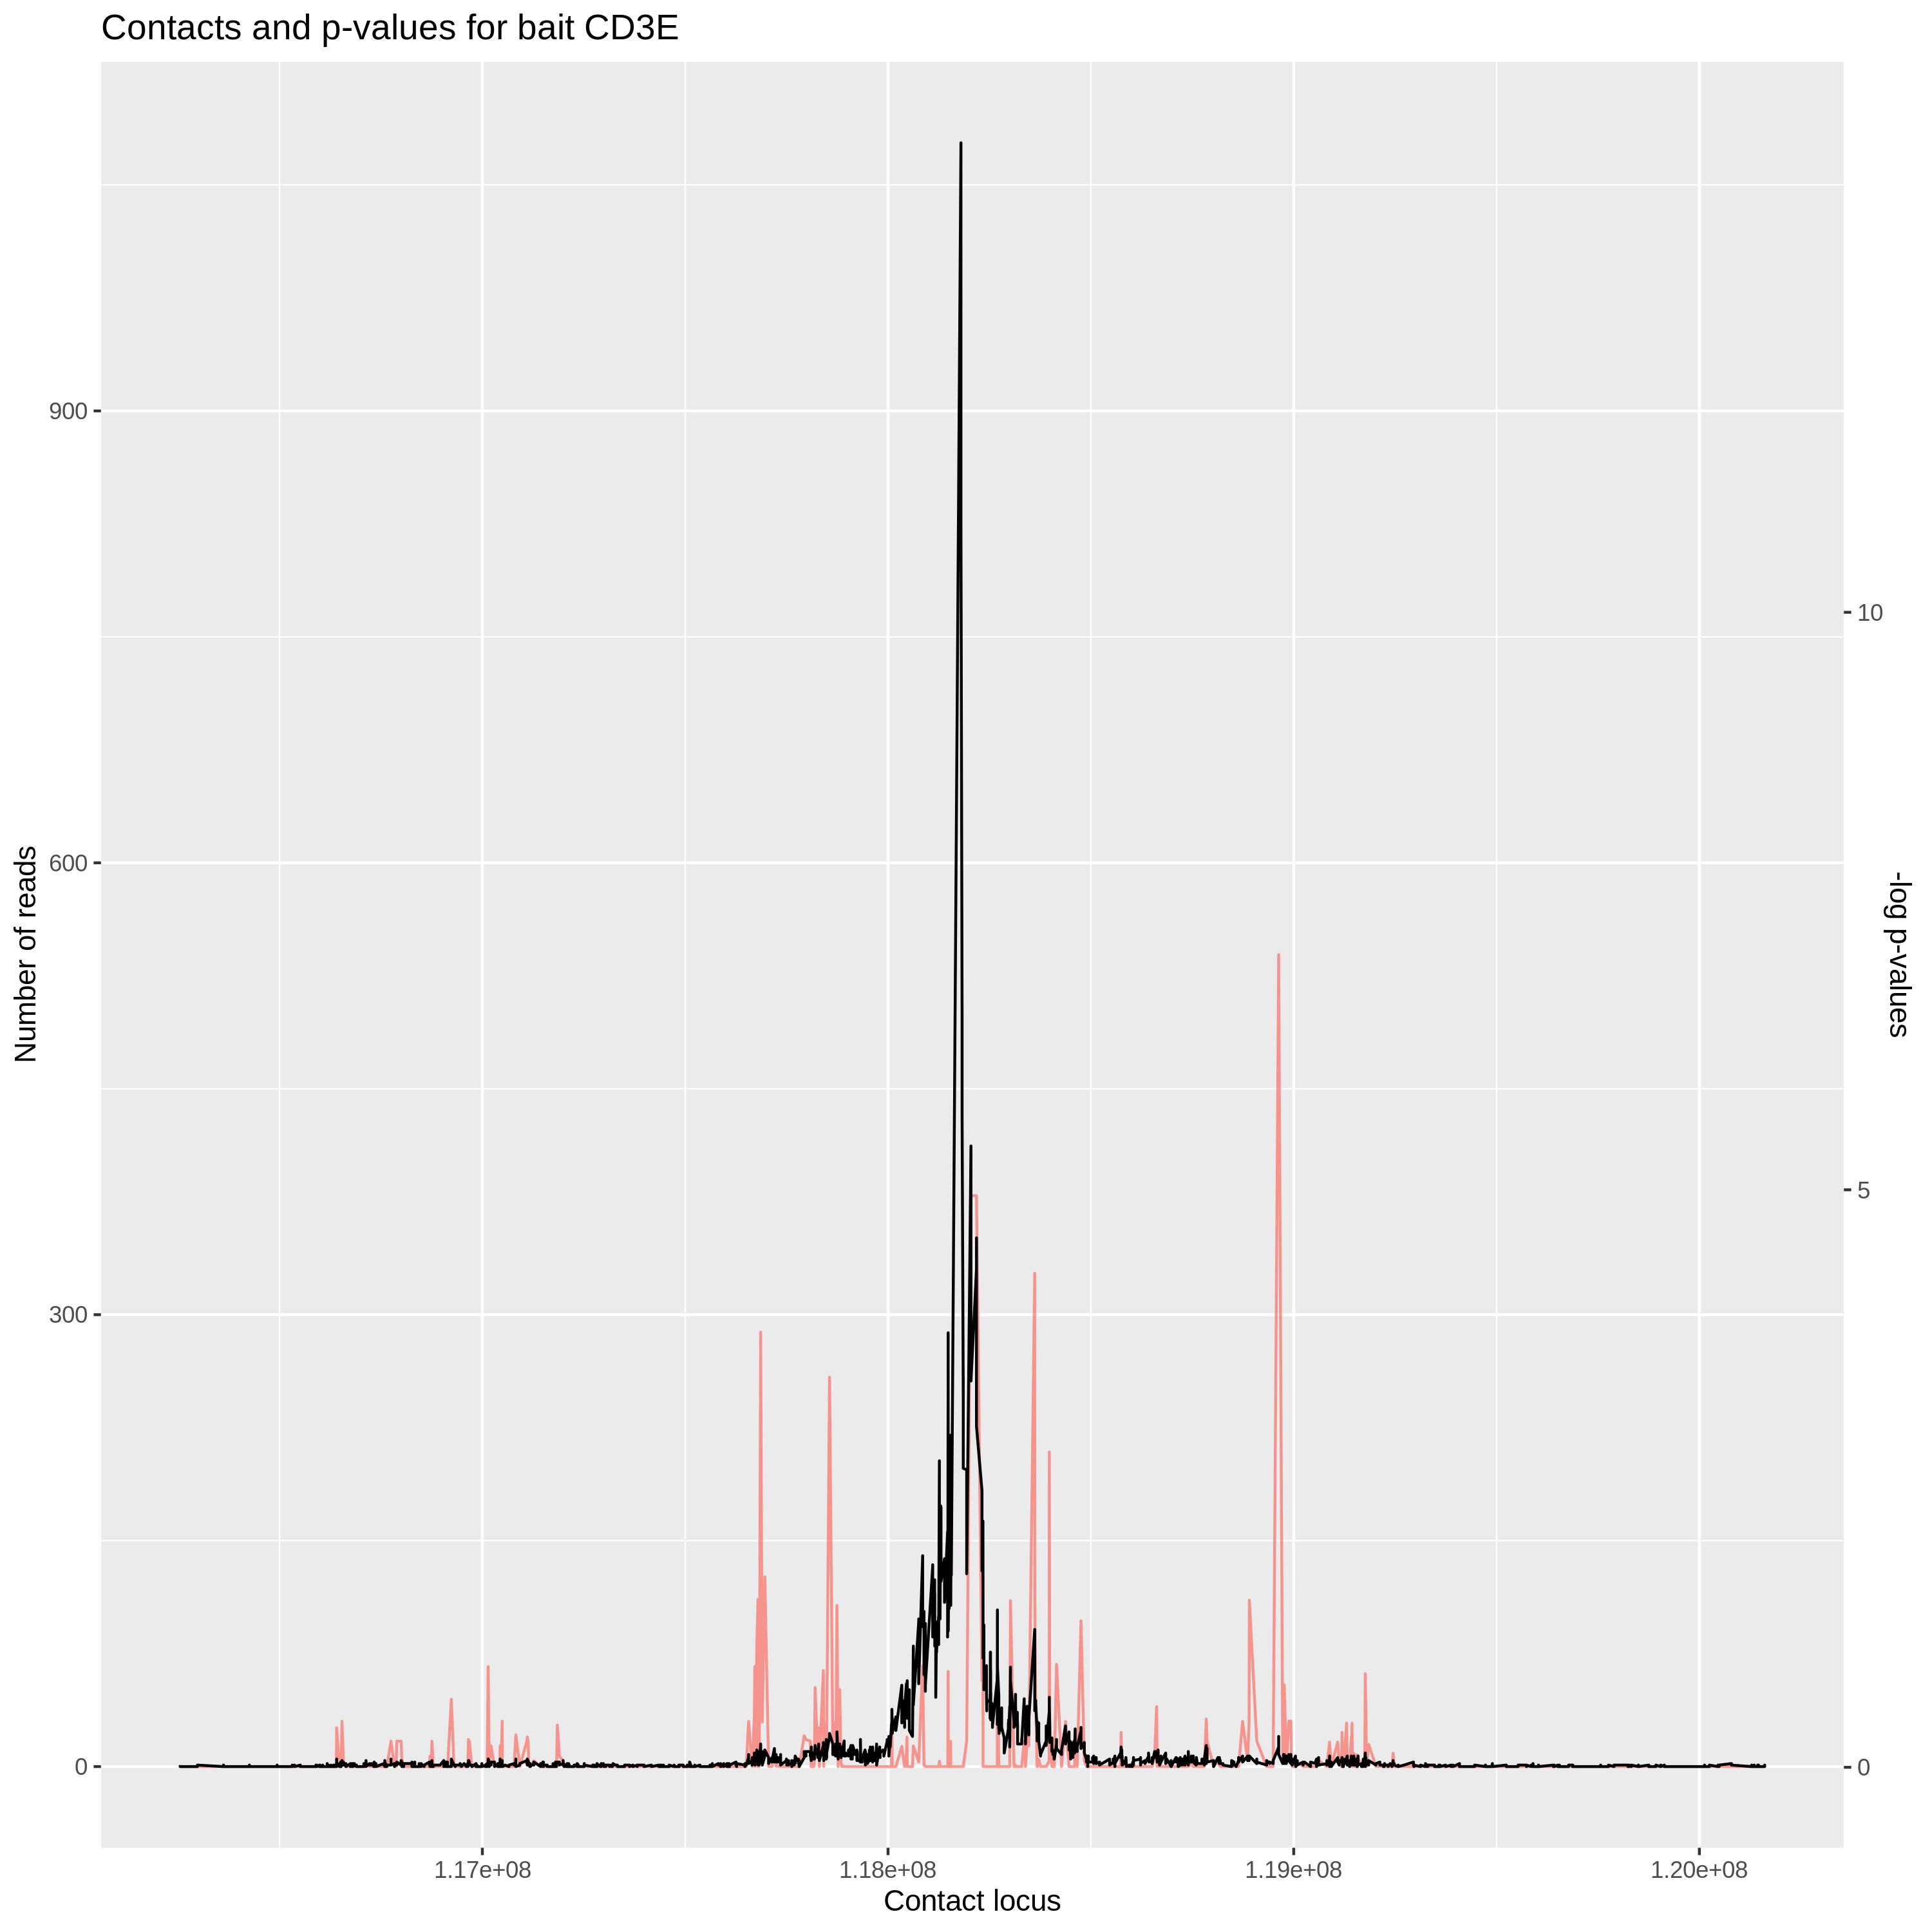 Contacts and p-values for bait CD3E
900
600
300
0
Number of reads
10
5
0
-log p-values
1.17e+08
1.18e+08
1.19e+08
1.20e+08
Contact locus